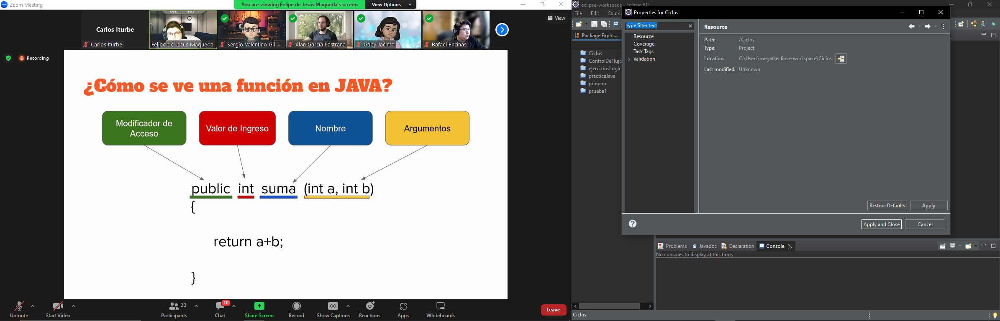 Zoom Meeting
You are viewing Felipe de Jesús Maqueda's screen
View Options
Carlos Iturbe
Carlos Iturbe
Felipe de Jesús Maqueda
Sergio Valentino Gil ...
Alan García Pastrana
Gaby Jacinto
Rafael Encinas
View
Recording
¿Cómo se ve una función en JAVA?
Modificador de
Acceso
Valor de Ingreso
Nombre
Argumentos
public int suma (int a, int b)
{
return a+b;
}
Unmute
Start Video
33
Participants
10
Chat
Share Screen
Record
CC
Show Captions
Reactions
Apps
Whiteboards
Leave
eclipse-workspace - Eclipse IDE
File Edit Sourc
Package Explo...
Ciclos
ControlDeFlujo
ejerciciosLogic
practicaJava
primero
prueba1
Properties for Ciclos
type filter text
Resource
Coverage
Task Tags
Validation
Resource
Path: /Ciclos
Type: Project
Location: C:\Users\megat\eclipse-workspace\Ciclos
Last modified: Unknown
Restore Defaults
Apply
Apply and Close
Cancel
Problems
Javadoc
Declaration
Console
No consoles to display at this time.
Ciclos